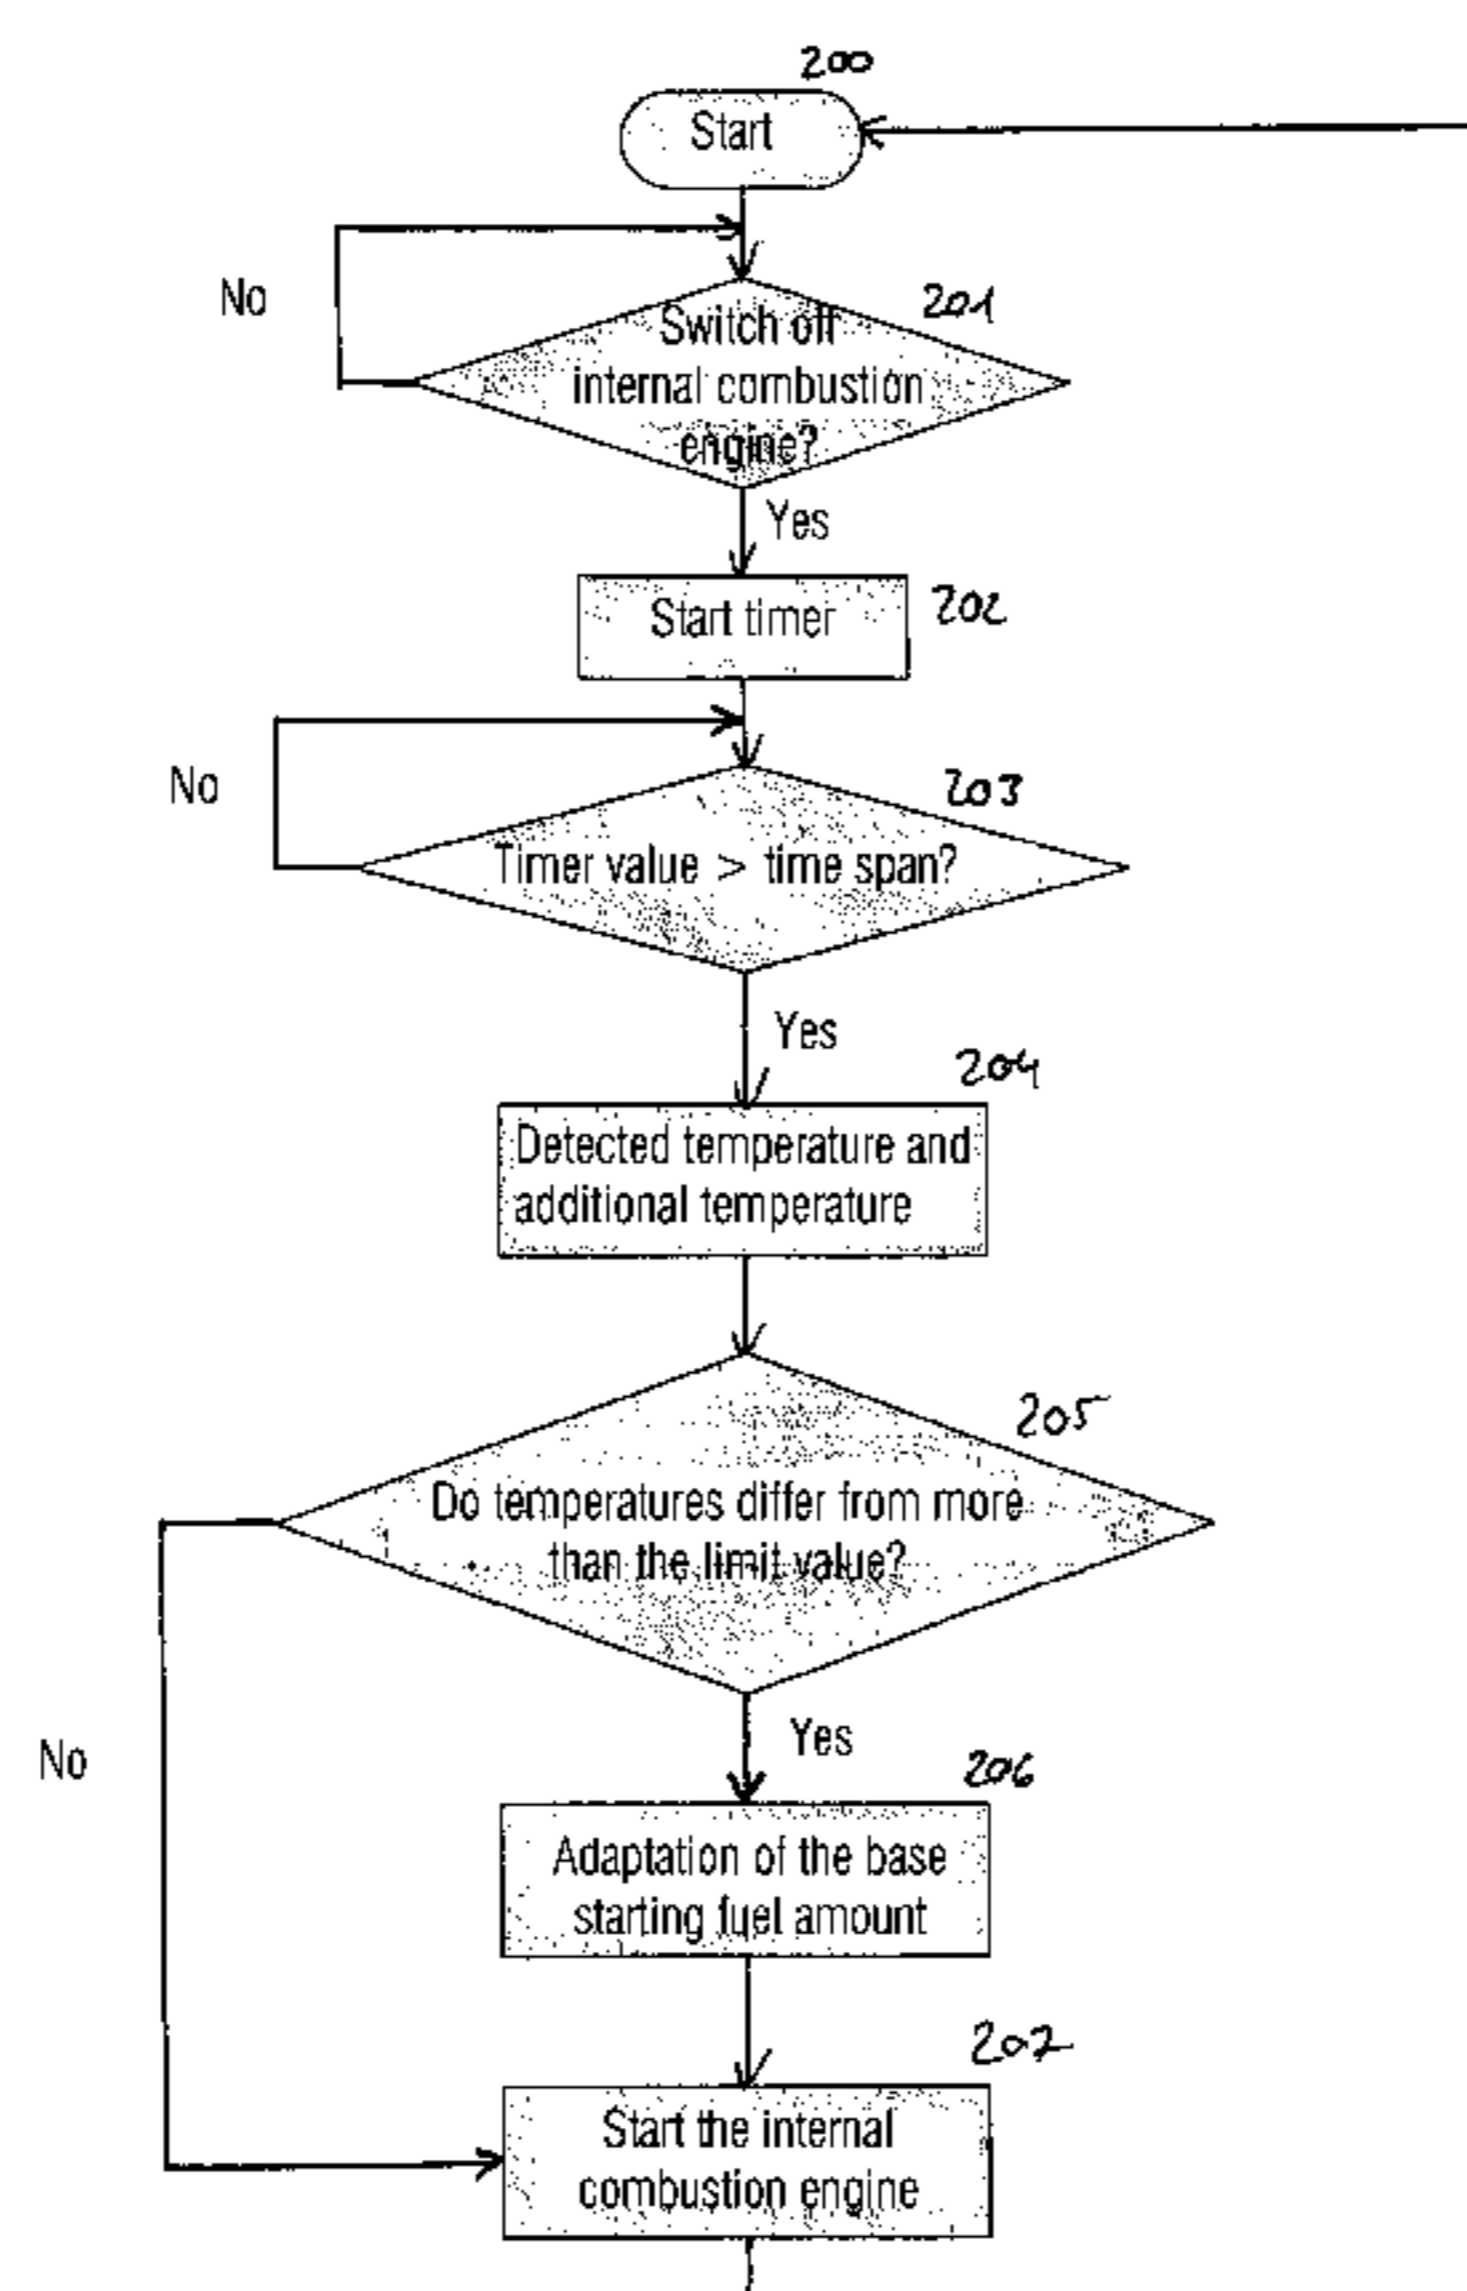 200
Start
No
201
Switch off
internal combustion
engine?
Yes
Start timer
202
No
203
Timer value > time span?
Yes
204
Detected temperature and
additional temperature
205
Do temperatures differ from more
than the limit value?
No
Yes
206
Adaptation of the base
starting fuel amount
207
Start the internal
combustion engine